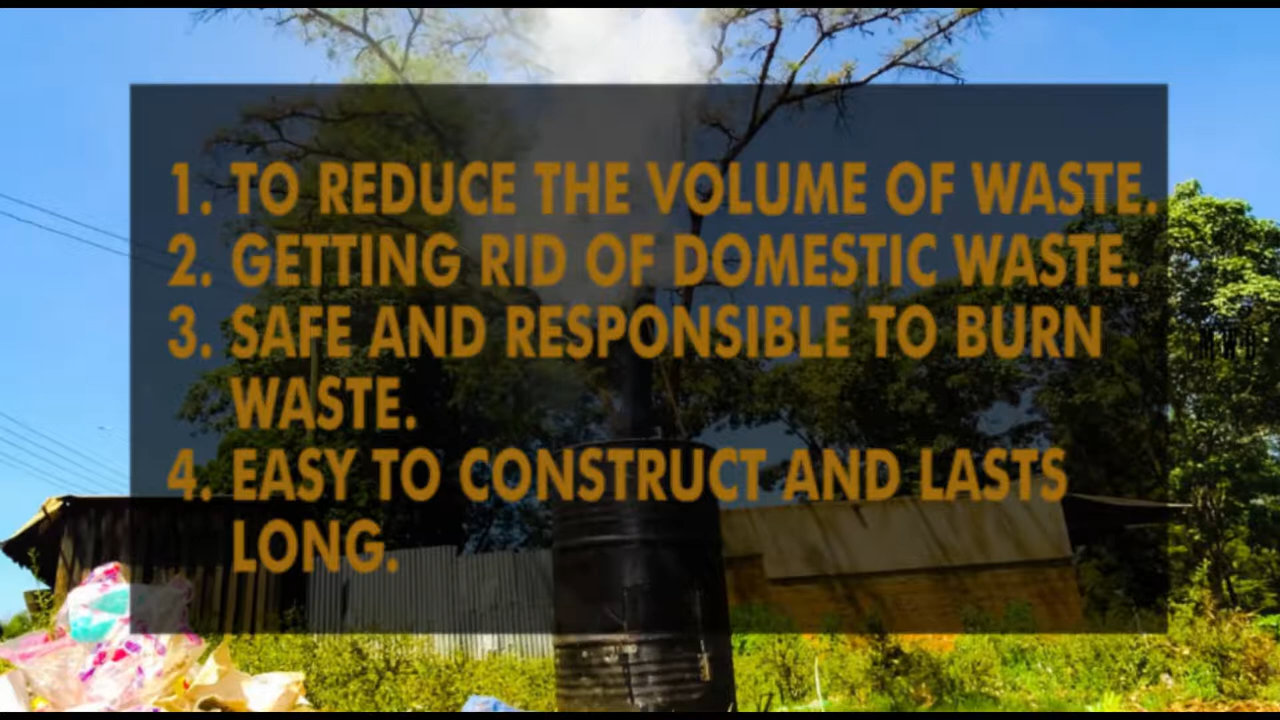 1. TO REDUCE THE VOLUME OF WASTE.
2. GETTING RID OF DOMESTIC WASTE.
3. SAFE AND RESPONSIBLE TO BURN
WASTE.
4. EASY TO CONSTRUCT AND LASTS
LONG.